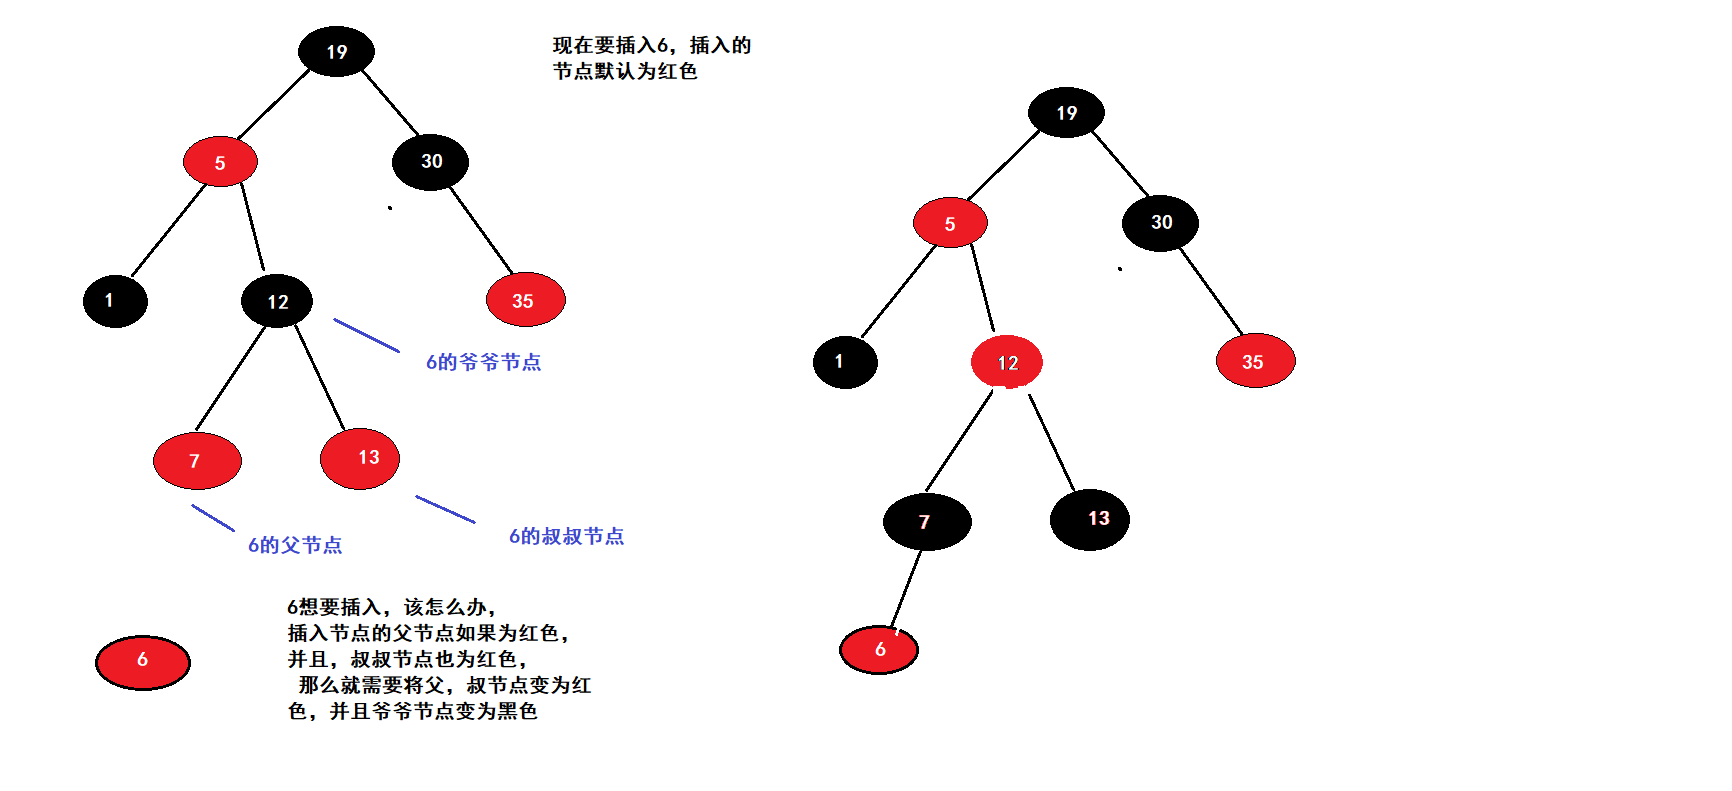 19
现在要插入6，插入的
节点默认为红色
5
30
1
12
35
6的爷爷节点
7
13
6的父节点
6的叔叔节点
6
6想要插入，该怎么办，
插入节点的父节点如果为红色，
并且，叔叔节点也为红色，
那么就需要将父，叔节点变为红
色，并且爷爷节点变为黑色
19
5
30
1
12
35
7
13
6